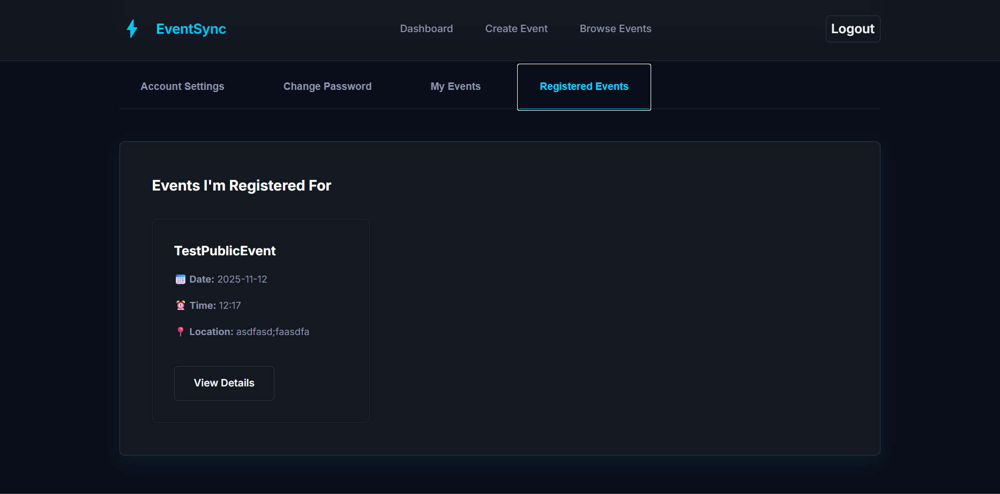 EventSync
Dashboard
Create Event
Browse Events
Logout
Account Settings
Change Password
My Events
Registered Events
Events I'm Registered For
TestPublicEvent
Date: 2025-11-12
Time: 12:17
Location: asdfasd;faasdfa
View Details